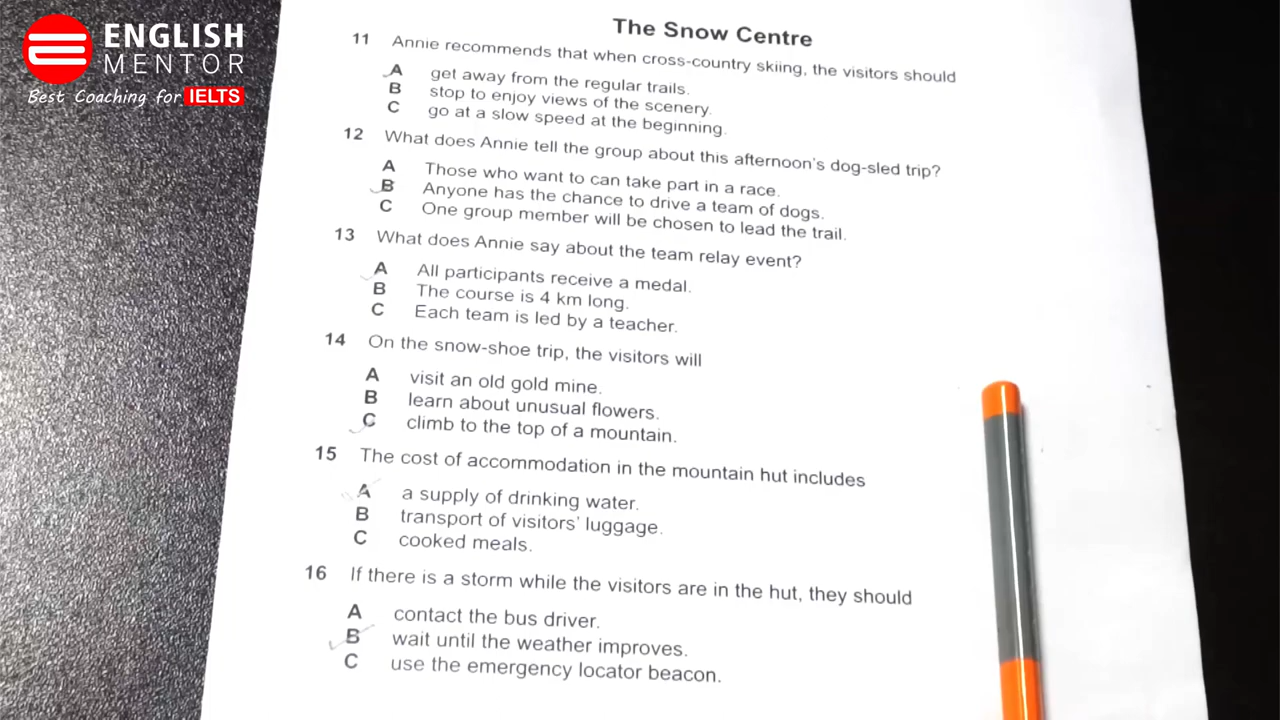 ENGLISH
MENTOR
Best Coaching for IELTS
The Snow Centre
11 Annie recommends that when cross-country skiing, the visitors should
A get away from the regular trails.
B stop to enjoy views of the scenery.
C go at a slow speed at the beginning.
12 What does Annie tell the group about this afternoon's dog-sled trip?
A Those who want to can take part in a race.
B Anyone has the chance to drive a team of dogs.
C One group member will be chosen to lead the trail.
13 What does Annie say about the team relay event?
A All participants receive a medal.
B The course is 4 km long.
C Each team is led by a teacher.
14 On the snow-shoe trip, the visitors will
A visit an old gold mine.
B learn about unusual flowers.
C climb to the top of a mountain.
15 The cost of accommodation in the mountain hut includes
A a supply of drinking water.
B transport of visitors' luggage.
C cooked meals.
16 If there is a storm while the visitors are in the hut, they should
A contact the bus driver.
B wait until the weather improves.
C use the emergency locator beacon.